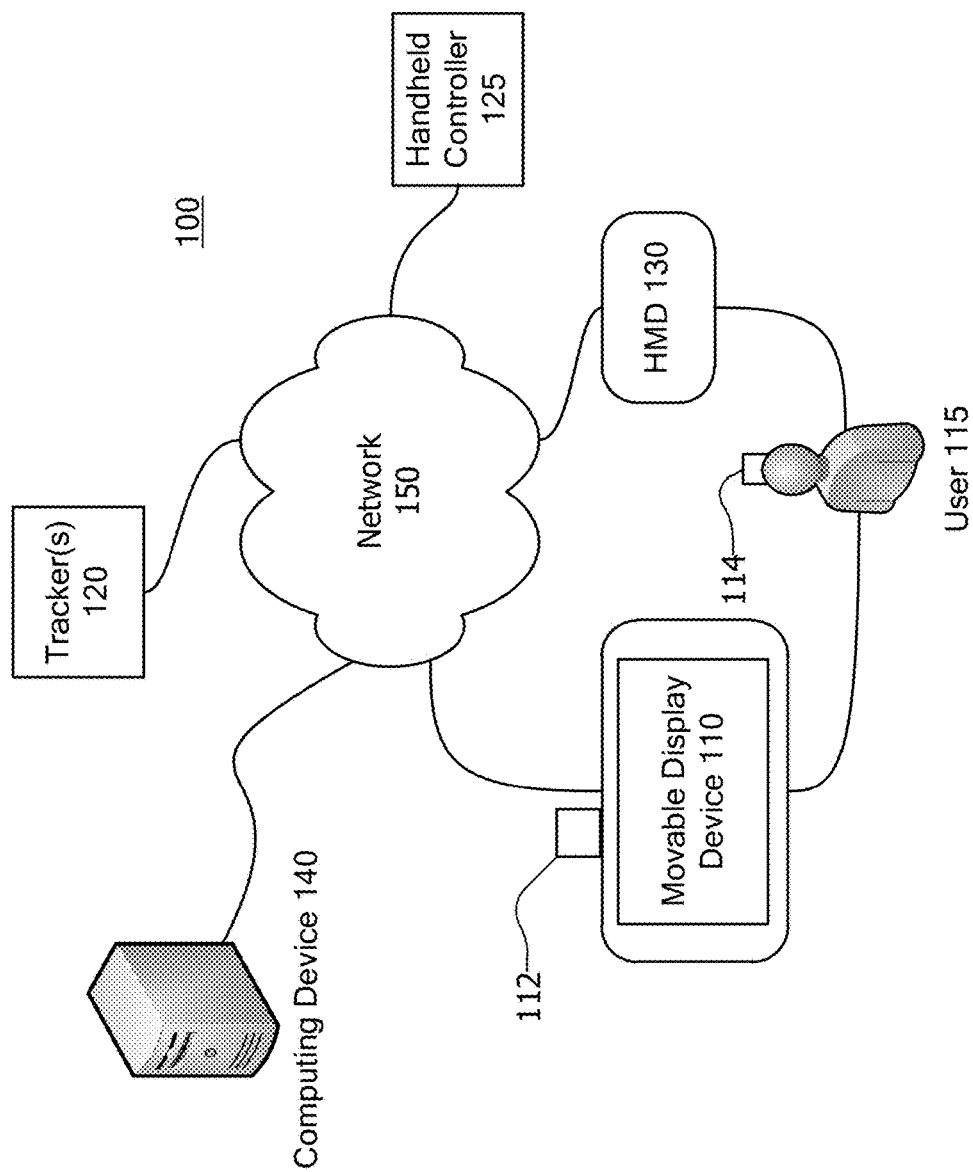 100
Tracker(s)
120
Handheld
Controller
125
Computing Device 140
Network
150
112
Movable Display
Device 110
114
HMD 130
User 115